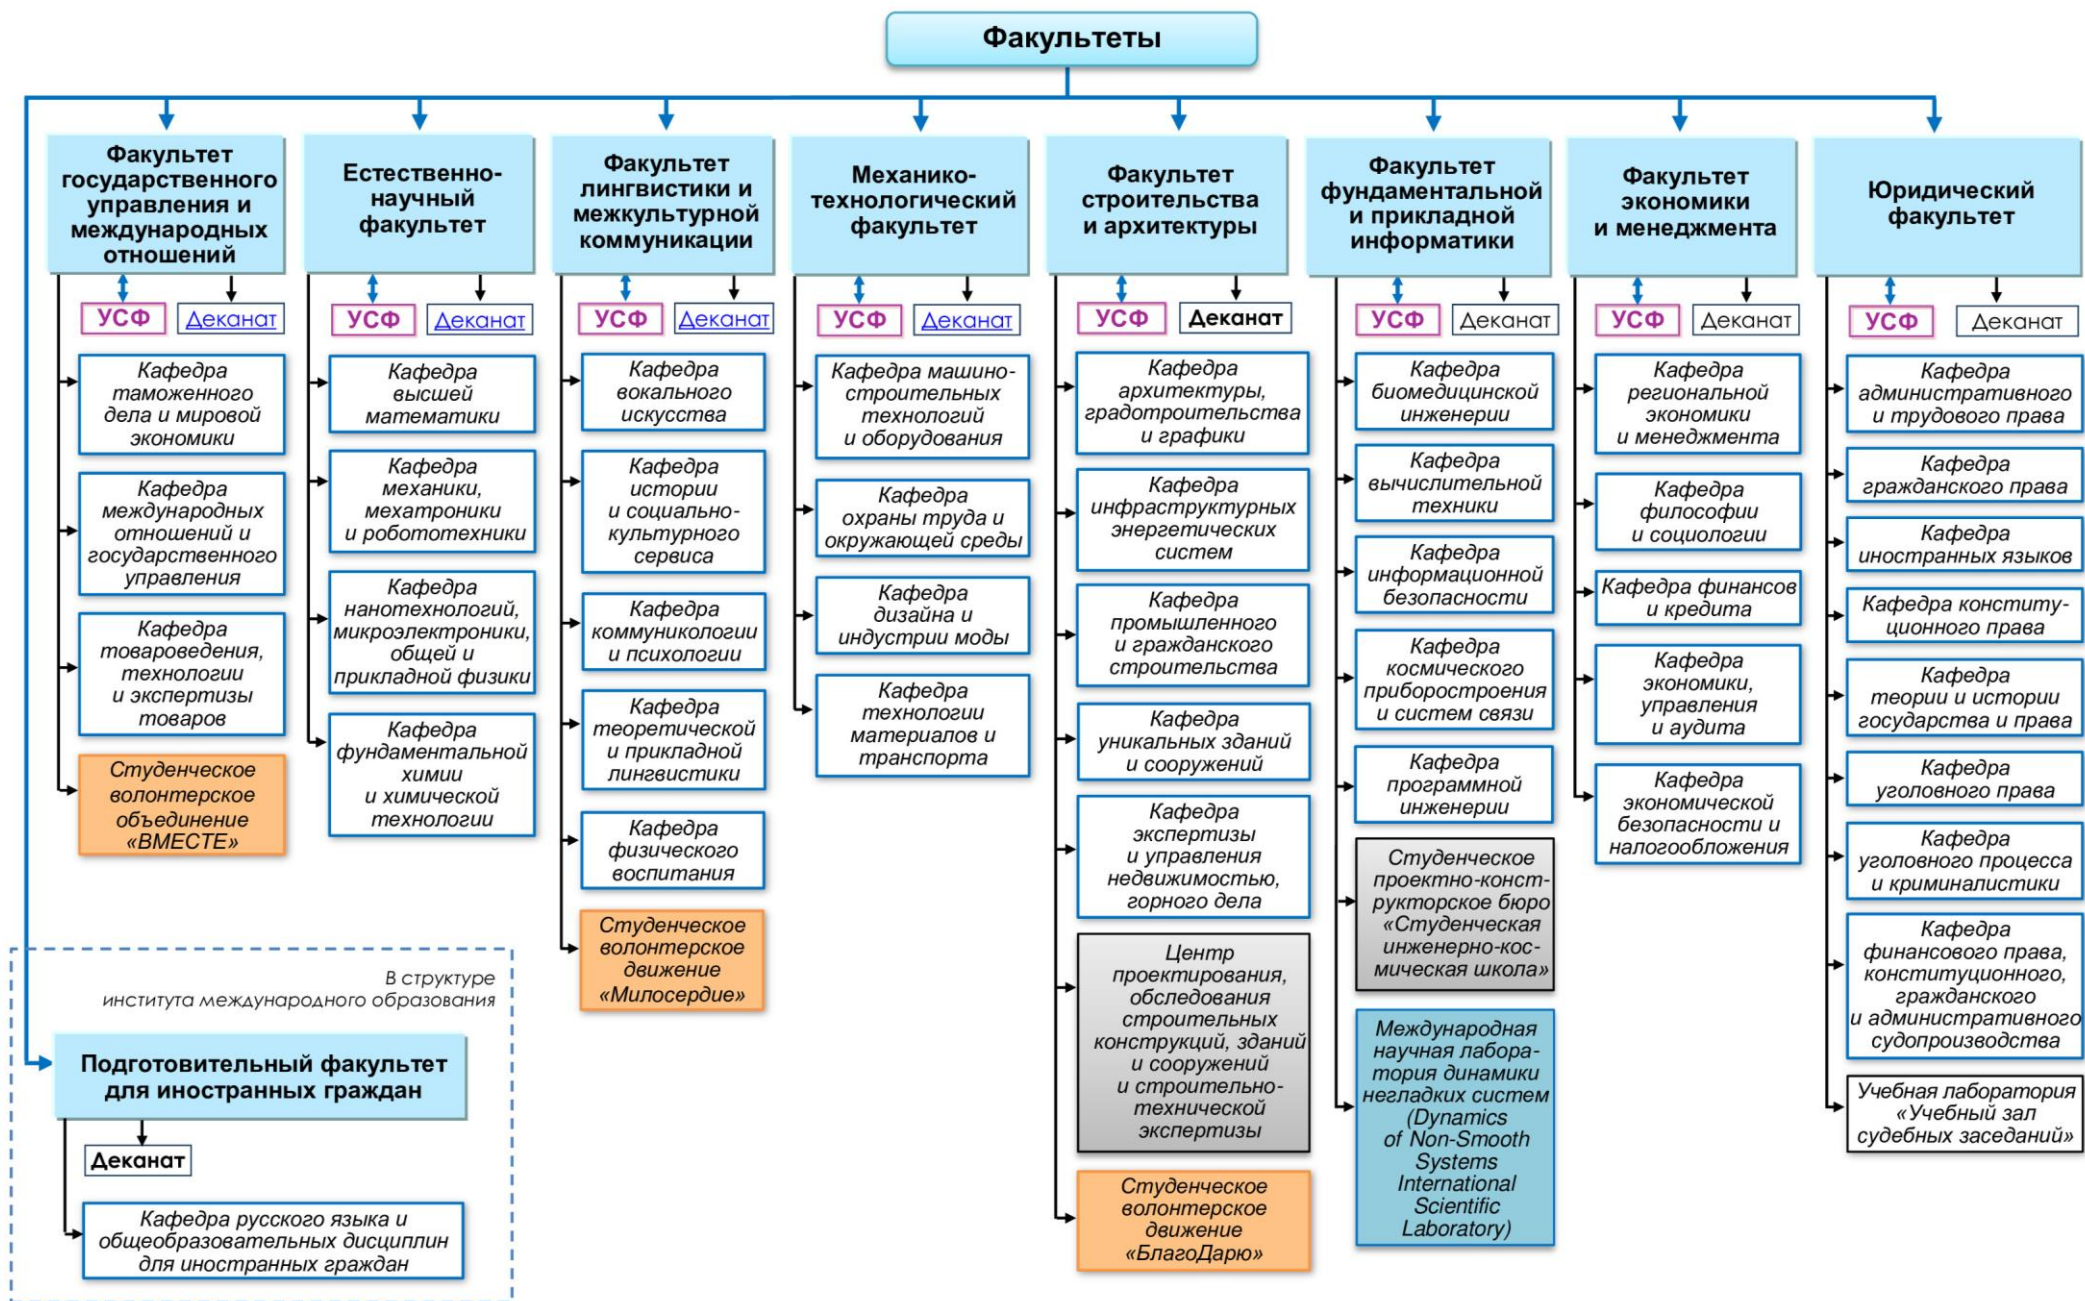 Факультеты
Факультет
государственного
управления и
международных
отношений
УСФ
Деканат
Кафедра
таможенного
дела и мировой
экономики
Кафедра
международных
отношений и
государственного
управления
Кафедра
товароведения,
технологии
и экспертизы
товаров
Студенческое
волонтерское
объединение
«ВМЕСТЕ»
Естественно-
научный
факультет
УСФ
Деканат
Кафедра
высшей
математики
Кафедра
механики,
мехатроники
и робототехники
Кафедра
нанотехнологий,
микроэлектроники,
общей и
прикладной физики
Кафедра
фундаментальной
химии
и химической
технологии
Факультет
лингвистики и
межкультурной
коммуникации
УСФ
Деканат
Кафедра
вокального
искусства
Кафедра
истории
и социально-
культурного
сервиса
Кафедра
коммуникологии
и психологии
Кафедра
теоретической
и прикладной
лингвистики
Кафедра
физического
воспитания
Студенческое
волонтерское
движение
«Милосердие»
Механико-
технологический
факультет
УСФ
Деканат
Кафедра машино-
строительных
технологий
и оборудования
Кафедра
охраны труда и
окружающей среды
Кафедра
дизайна и
индустрии моды
Кафедра
технологии
материалов и
транспорта
Факультет
строительства
и архитектуры
УСФ
Деканат
Кафедра
архитектуры,
градотроительства
и графики
Кафедра
инфраструктурных
энергетических
систем
Кафедра
промышленного
и гражданского
строительства
Кафедра
уникальных зданий
и сооружений
Кафедра
экспертизы
и управления
недвижимостью,
горного дела
Центр
проектирования,
обследования
строительных
конструкций, зданий
и сооружений
и строительно-
технической
экспертизы
Студенческое
волонтерское
движение
«БлагоДарю»
Факультет
фундаментальной
и прикладной
информатики
УСФ
Деканат
Кафедра
биомедицинской
инженерии
Кафедра
вычислительной
техники
Кафедра
информационной
безопасности
Кафедра
космического
приборостроения
и систем связи
Кафедра
программной
инженерии
Студенческое
проектно-конст-
рукторское бюро
«Студенческая
инженерно-кос-
мическая школа»
Международная
научная лабора-
тория динамики
негладких систем
(Dynamics
of Non-Smooth
Systems
International
Scientific
Laboratory)
Факультет
экономики
и менеджмента
УСФ
Деканат
Кафедра
региональной
экономики
и менеджмента
Кафедра
философии
и социологии
Кафедра финансов
и кредита
Кафедра
экономики,
управления
и аудита
Кафедра
экономической
безопасности и
налогообложения
Юридический
факультет
УСФ
Деканат
Кафедра
административного
и трудового права
Кафедра
гражданского права
Кафедра
иностранных языков
Кафедра конститу-
ционного права
Кафедра
теории и истории
государства и права
Кафедра
уголовного права
Кафедра
уголовного процесса
и криминалистики
Кафедра
финансового права,
конституционного,
гражданского
и административного
судопроизводства
Учебная лаборатория
«Учебный зал
судебных заседаний»
В структуре
института международного образования
Подготовительный факультет
для иностранных граждан
Деканат
Кафедра русского языка и
общеобразовательных дисциплин
для иностранных граждан